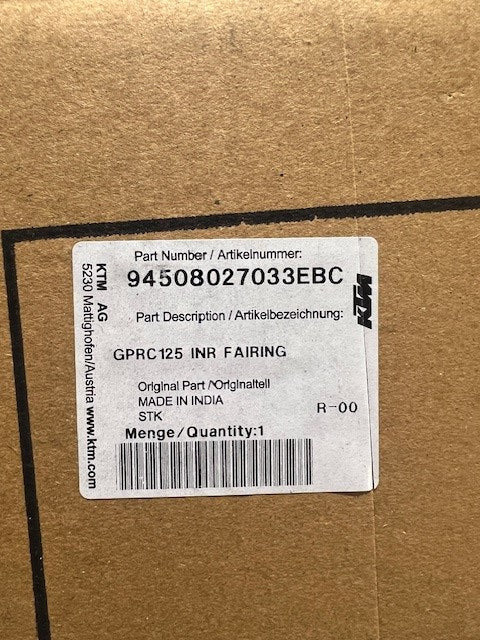 Part Number / Artikelnummer:
94508027033EBC
Part Description / Artikelbezeichnung:
GPRC125 INR FAIRING
Original Part /"Originalteil
MADE IN INDIA
STK
R-00
Menge/Quantity:1
KTM AG
5230 Mattighofen/Austria www.ktm.com
KTM